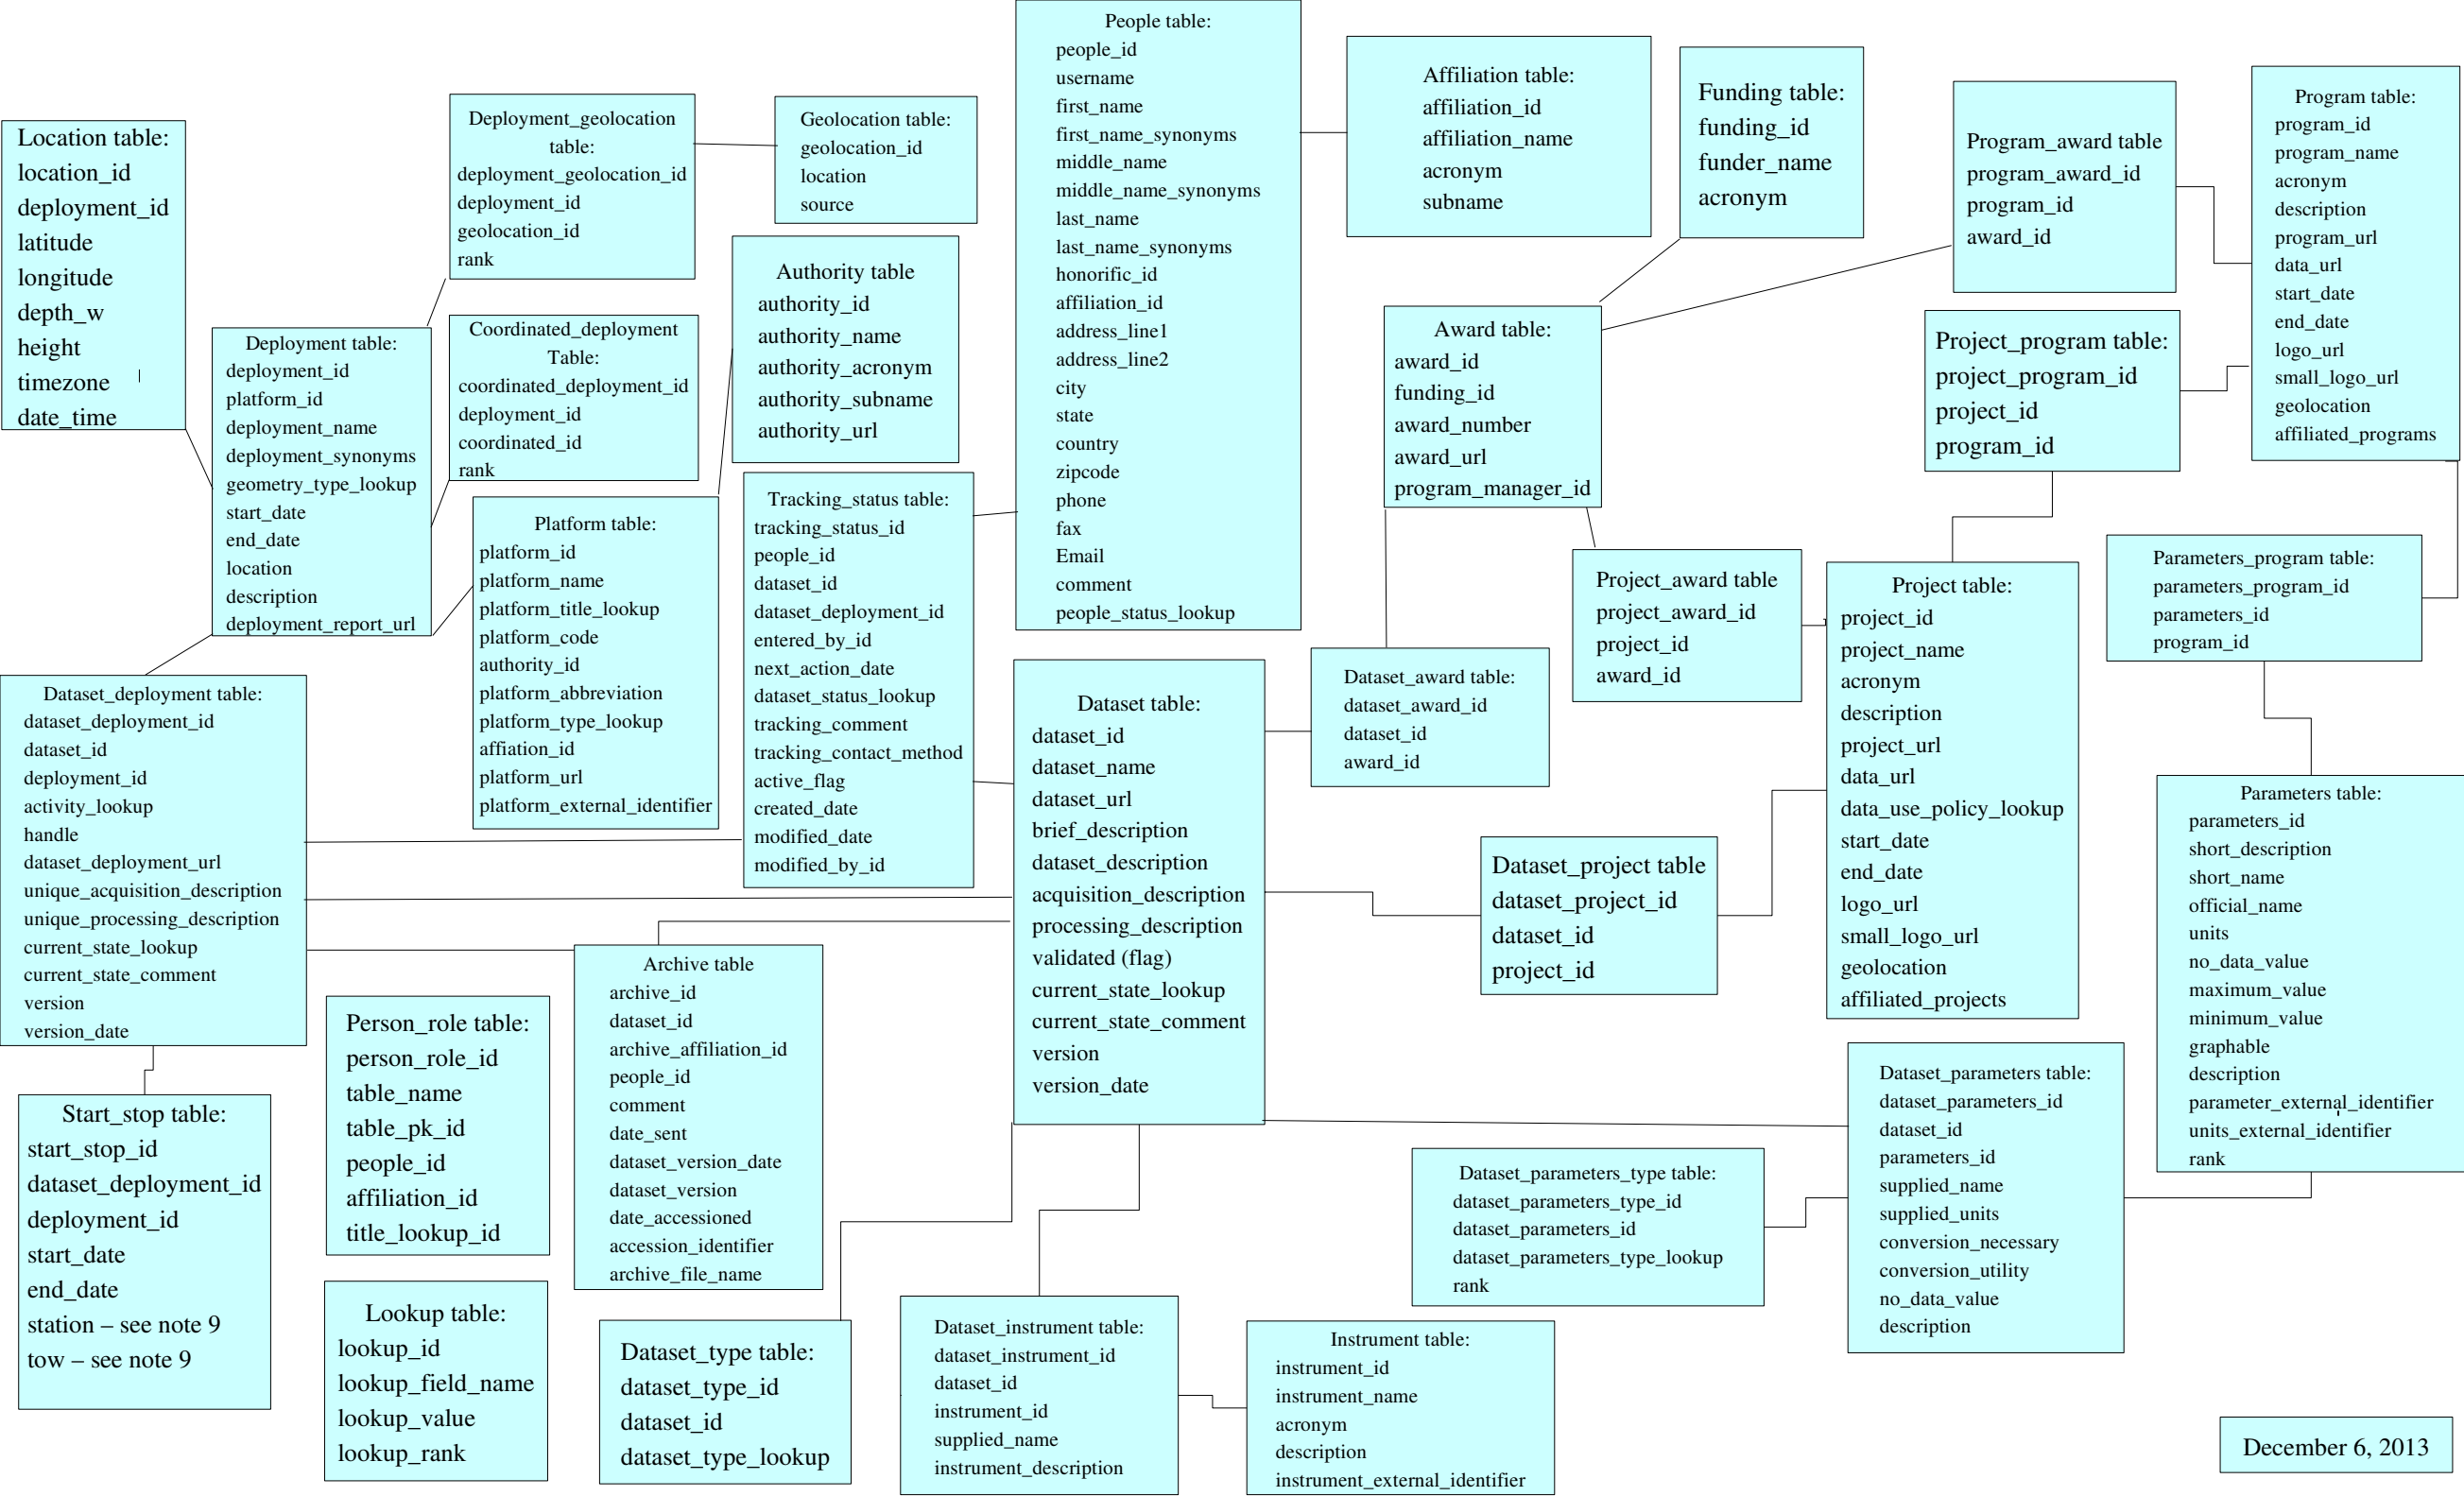 Location table:
location_id
deployment_id
latitude
longitude
depth_w
height
timezone
date_time
Deployment_geolocation
table:
deployment_geolocation_id
deployment_id
geolocation_id
rank
Geolocation table:
geolocation_id
location
source
People table:
people_id
username
first_name
first_name_synonyms
middle_name
middle_name_synonyms
last_name
last_name_synonyms
honorific_id
affiliation_id
address_line1
address_line2
city
state
country
zipcode
phone
fax
Email
comment
people_status_lookup
Affiliation table:
affiliation_id
affiliation_name
acronym
subname
Funding table:
funding_id
funder_name
acronym
Program_award table
program_award_id
program_id
award_id
Program table:
program_id
program_name
acronym
description
program_url
data_url
start_date
end_date
logo_url
small_logo_url
geolocation
affiliated_programs
Deployment table:
deployment_id
platform_id
deployment_name
deployment_synonyms
geometry_type_lookup
start_date
end_date
location
description
deployment_report_url
Coordinated_deployment
Table:
coordinated_deployment_id
deployment_id
coordinated_id
rank
Authority table
authority_id
authority_name
authority_acronym
authority_subname
authority_url
Award table:
award_id
funding_id
award_number
award_url
program_manager_id
Project_program table:
project_program_id
project_id
program_id
Platform table:
platform_id
platform_name
platform_title_lookup
platform_code
authority_id
platform_abbreviation
platform_type_lookup
affiation_id
platform_url
platform_external_identifier
Tracking_status table:
tracking_status_id
people_id
dataset_id
dataset_deployment_id
entered_by_id
next_action_date
dataset_status_lookup
tracking_comment
tracking_contact_method
active_flag
created_date
modified_date
modified_by_id
Project_award table
project_award_id
project_id
award_id
Project table:
project_id
project_name
acronym
description
project_url
data_url
data_use_policy_lookup
start_date
end_date
logo_url
small_logo_url
geolocation
affiliated_projects
Parameters_program table:
parameters_program_id
parameters_id
program_id
Dataset_deployment table:
dataset_deployment_id
dataset_id
deployment_id
activity_lookup
handle
dataset_deployment_url
unique_acquisition_description
unique_processing_description
current_state_lookup
current_state_comment
version
version_date
Dataset table:
dataset_id
dataset_name
dataset_url
brief_description
dataset_description
acquisition_description
processing_description
validated (flag)
current_state_lookup
current_state_comment
version
version_date
Dataset_award table:
dataset_award_id
dataset_id
award_id
Dataset_project table
dataset_project_id
dataset_id
project_id
Parameters table:
parameters_id
short_description
short_name
official_name
units
no_data_value
maximum_value
minimum_value
graphable
description
parameter_external_identifier
units_external_identifier
rank
Archive table
archive_id
dataset_id
archive_affiliation_id
people_id
comment
date_sent
dataset_version_date
dataset_version
date_accessioned
accession_identifier
archive_file_name
Person_role table:
person_role_id
table_name
table_pk_id
people_id
affiliation_id
title_lookup_id
Start_stop table:
start_stop_id
dataset_deployment_id
deployment_id
start_date
end_date
station – see note 9
tow – see note 9
Dataset_parameters table:
dataset_parameters_id
dataset_id
parameters_id
supplied_name
supplied_units
conversion_necessary
conversion_utility
no_data_value
description
Dataset_parameters_type table:
dataset_parameters_type_id
dataset_parameters_id
dataset_parameters_type_lookup
rank
Lookup table:
lookup_id
lookup_field_name
lookup_value
lookup_rank
Dataset_type table:
dataset_type_id
dataset_id
dataset_type_lookup
Dataset_instrument table:
dataset_instrument_id
dataset_id
instrument_id
supplied_name
instrument_description
Instrument table:
instrument_id
instrument_name
acronym
description
instrument_external_identifier
December 6, 2013